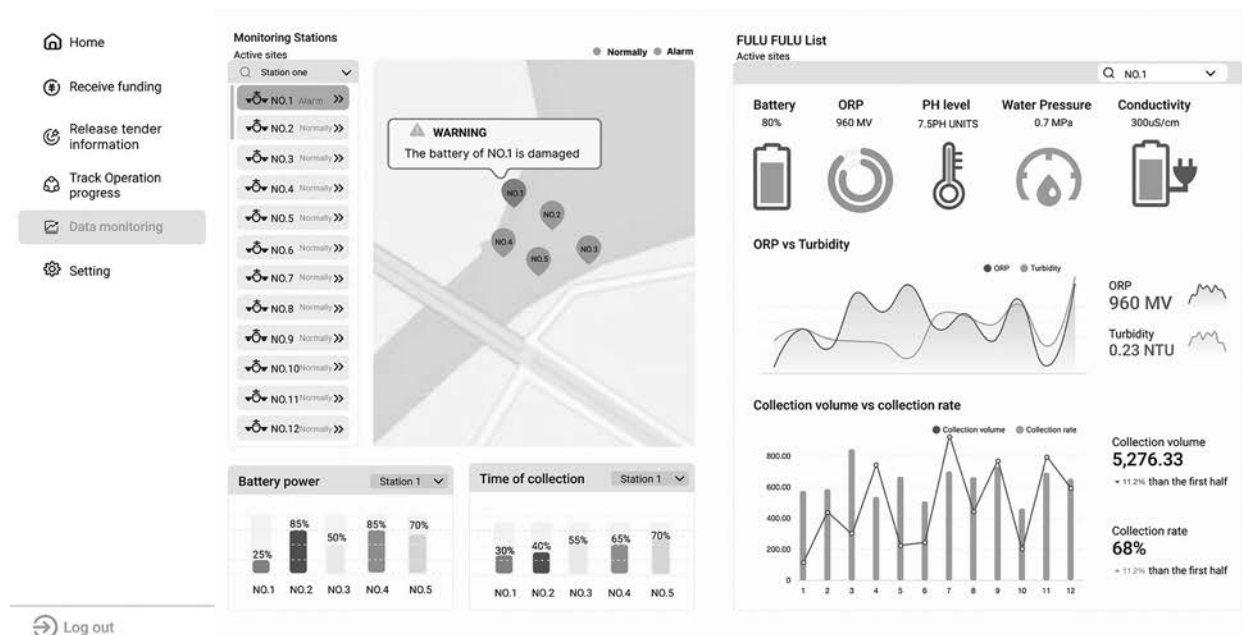 Home
Receive funding
Release tender
information
Track Operation
progress
Data monitoring
Setting
Log out
Monitoring Stations
Active sites
Normally Alarm
Station one
NO.1 Alarm
NO.2 Normally
NO.3 Normally
NO.4 Normally
NO.5 Normally
NO.6 Normally
NO.7 Normally
NO.8 Normally
NO.9 Normally
NO.10 Normally
NO.11 Normally
NO.12 Normally
WARNING
The battery of NO.1 is damaged
NO.1
NO.2
NO.4
NO.3
NO.5
Battery power
Station 1
25%
85%
50%
85%
70%
NO.1 NO.2 NO.3 NO.4 NO.5
Time of collection
Station 1
30%
40%
55%
65%
70%
NO.1 NO.2 NO.3 NO.4 NO.5
FULU FULU List
Active sites
NO.1
Battery
80%
ORP
960 MV
PH level
7.5PH UNITS
Water Pressure
0.7 MPa
Conductivity
300uS/cm
ORP vs Turbidity
ORP Turbidity
ORP
960 MV
Turbidity
0.23 NTU
Collection volume vs collection rate
Collection volume Collection rate
800.00
600.00
400.00
200.00
0
1 2 3 4 5 6 7 8 9 10 11 12
Collection volume
5,276.33
11.2% than the first half
Collection rate
68%
11.2% than the first half